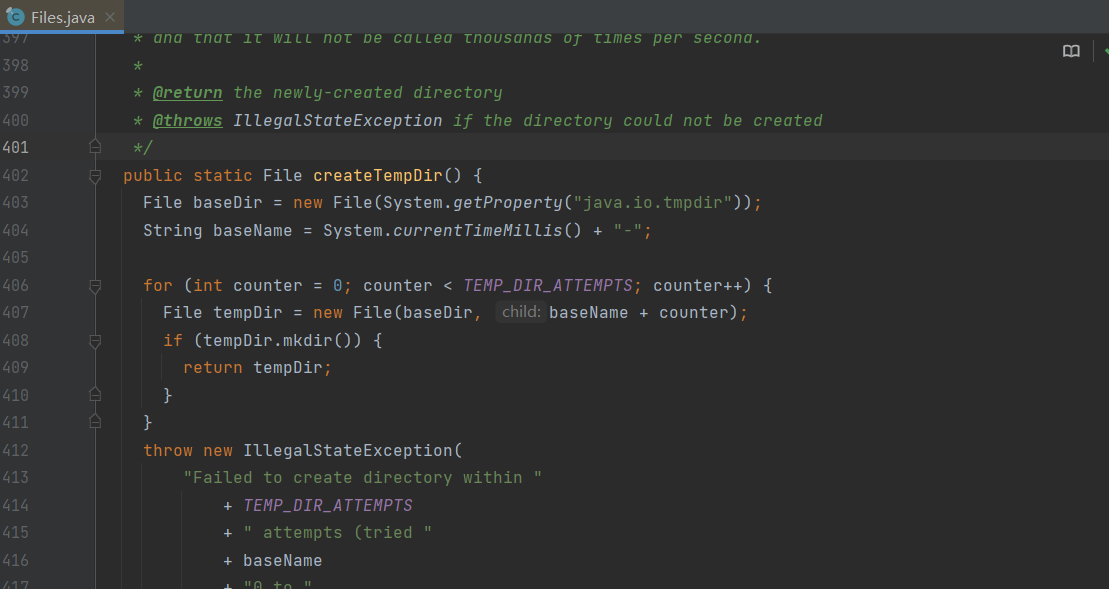 Files.java
397 * and that it will not be called thousands of times per second.
398 *
399 * @return the newly-created directory
400 * @throws IllegalStateException if the directory could not be created
401 */
402 public static File createTempDir() {
403 File baseDir = new File(System.getProperty("java.io.tmpdir"));
404 String baseName = System.currentTimeMillis() + "-";
405
406 for (int counter = 0; counter < TEMP_DIR_ATTEMPTS; counter++) {
407 File tempDir = new File(baseDir, child: baseName + counter);
408 if (tempDir.mkdir()) {
409 return tempDir;
410 }
411 }
412 throw new IllegalStateException(
413 "Failed to create directory within "
414 + TEMP_DIR_ATTEMPTS
415 + " attempts (tried "
416 + baseName
417 + "0 to "